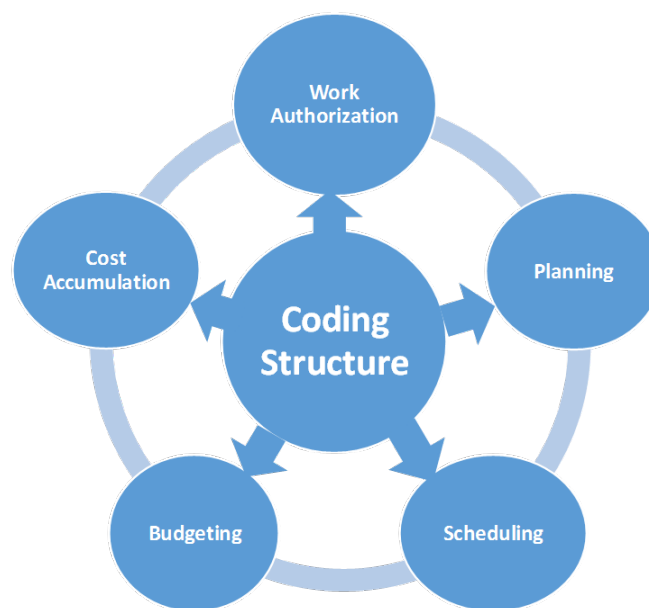 Work
Authorization
Cost
Accumulation
Planning
Coding
Structure
Budgeting
Scheduling